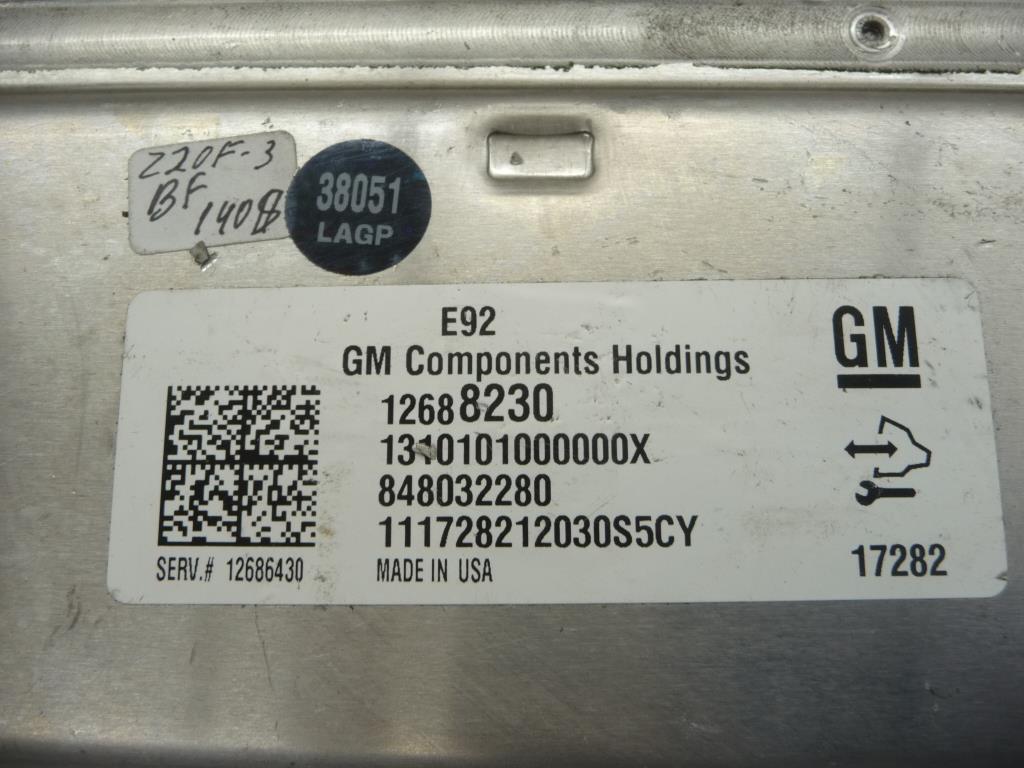 Z20F-3
BF
1408
38051
LAGP
E92
GM Components Holdings
GM
12688230
1310101000000X
848032280
111728212030S5CY
SERV.# 12686430
MADE IN USA
17282